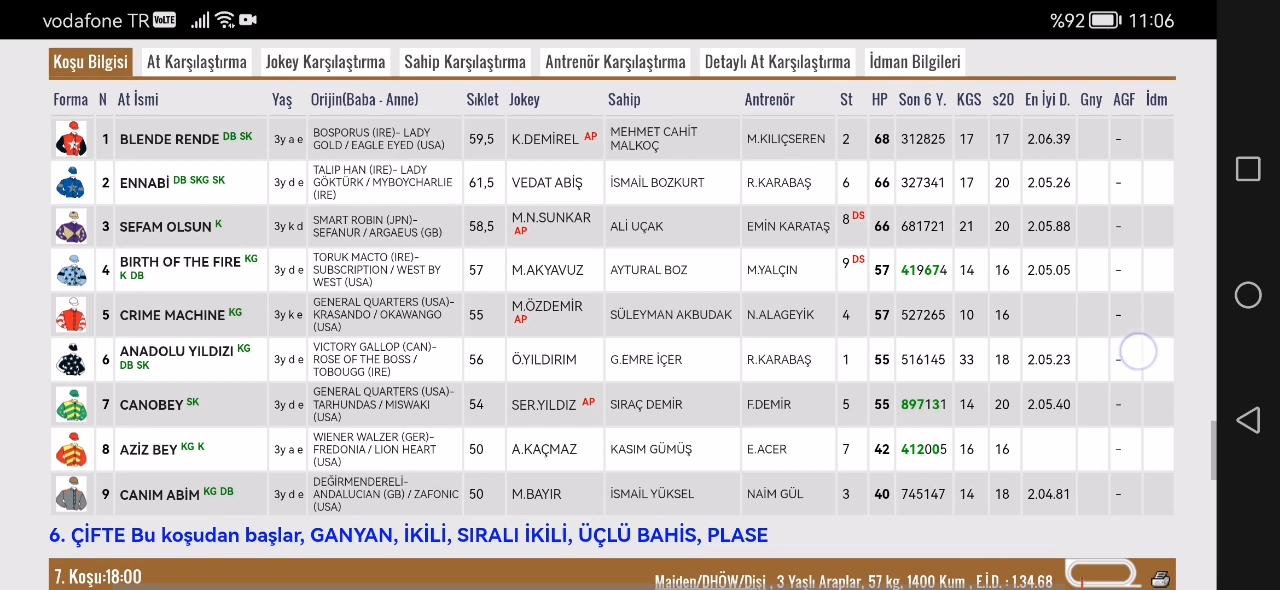 vodafone TR VoLTE %92 11:06
Koşu Bilgisi At Karşılaştırma Jokey Karşılaştırma Sahip Karşılaştırma Antrenör Karşılaştırma Detaylı At Karşılaştırma İdman Bilgileri
Forma N At İsmi Yaş Orijin(Baba - Anne) Sıklet Jokey Sahip Antrenör St HP Son 6 Y. KGS s20 En İyi D. Gny AGF İdm
1 BLENDE RENDE DB SK 3y a e BOSPORUS (IRE)- LADY GOLD / EAGLE EYED (USA) 59,5 K.DEMİREL AP MEHMET CAHİT MALKOÇ M.KILIÇSEREN 2 68 312825 17 17 2.06.39 -
2 ENNABİ DB SKG SK 3y d e TALIP HAN (IRE)- LADY GÖKTÜRK / MYBOYCHARLIE (IRE) 61,5 VEDAT ABİŞ İSMAİL BOZKURT R.KARABAŞ 6 66 327341 17 20 2.05.26 -
3 SEFAM OLSUN K 3y k d SMART ROBIN (JPN)- SEFANUR / ARGAEUS (GB) 58,5 M.N.SUNKAR AP ALİ UÇAK EMİN KARATAŞ 8 DS 66 681721 21 20 2.05.88 -
4 BIRTH OF THE FIRE KG K DB 3y d e TORUK MACTO (IRE)- SUBSCRIPTION / WEST BY WEST (USA) 57 M.AKYAVUZ AYTURAL BOZ M.YALÇIN 9 DS 57 419674 14 16 2.05.05 -
5 CRIME MACHINE KG 3y k e GENERAL QUARTERS (USA)- KRASANDO / OKAWANGO (USA) 55 M.ÖZDEMİR AP SÜLEYMAN AKBUDAK N.ALAGEYİK 4 57 527265 10 16 -
6 ANADOLU YILDIZI KG DB SK 3y d e VICTORY GALLOP (CAN)- ROSE OF THE BOSS / TOBOUGG (IRE) 56 Ö.YILDIRIM G.EMRE İÇER R.KARABAŞ 1 55 516145 33 18 2.05.23 -
7 CANOBEY SK 3y d e GENERAL QUARTERS (USA)- TARHUNDAS / MISWAKI (USA) 54 SER.YILDIZ AP SIRAÇ DEMİR F.DEMİR 5 55 897131 14 20 2.05.40 -
8 AZİZ BEY KG K 3y a e WIENER WALZER (GER)- FREDONIA / LION HEART (USA) 50 A.KAÇMAZ KASIM GÜMÜŞ E.ACER 7 42 412005 16 16 -
9 CANIM ABİM KG DB 3y d e DEĞİRMENDERELİ- ANDALUCIAN (GB) / ZAFONIC (USA) 50 M.BAYIR İSMAİL YÜKSEL NAİM GÜL 3 40 745147 14 18 2.04.81 -
6. ÇİFTE Bu koşudan başlar, GANYAN, İKİLİ, SIRALI İKİLİ, ÜÇLÜ BAHİS, PLASE
7. Koşu:18:00 Maiden/DHÖW/Dişi , 3 Yaşlı Araplar, 57 kg, 1400 Kum , E.İ.D. : 1.34.68